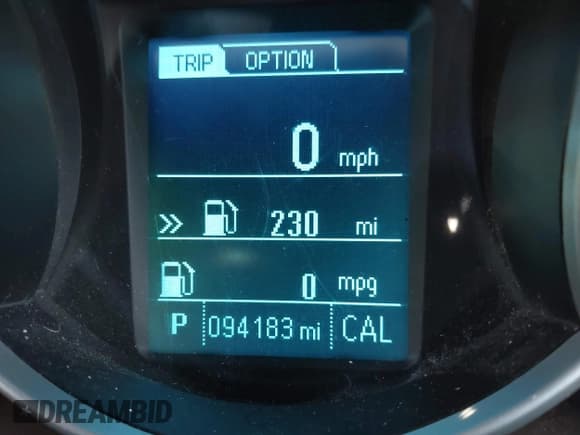 TRIP OPTION
0 mph
» 230 mi
0 mpg
P 094183 mi CAL
DREAMBID